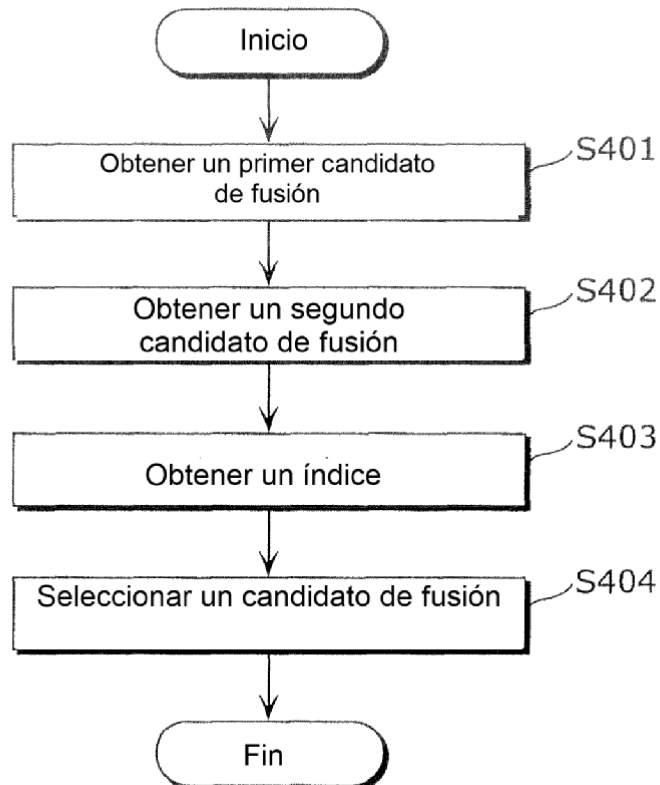 Inicio
Obtener un primer candidato
de fusión
S401
Obtener un segundo
candidato de fusión
S402
Obtener un índice
S403
Seleccionar un candidato de fusión
S404
Fin